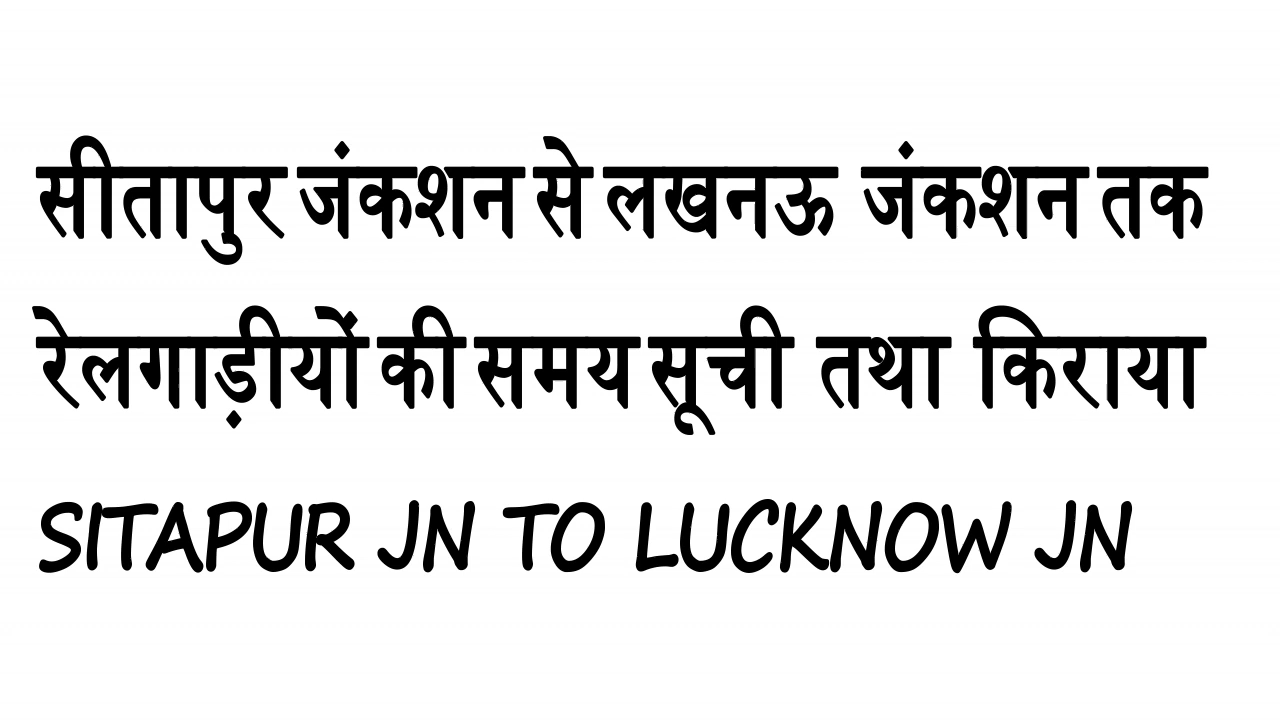 सीतापुर जंकशन से लखनऊ जंकशन तक
रेलगाड़ीयों की समय सूची तथा किराया
SITAPUR JN TO LUCKNOW JN